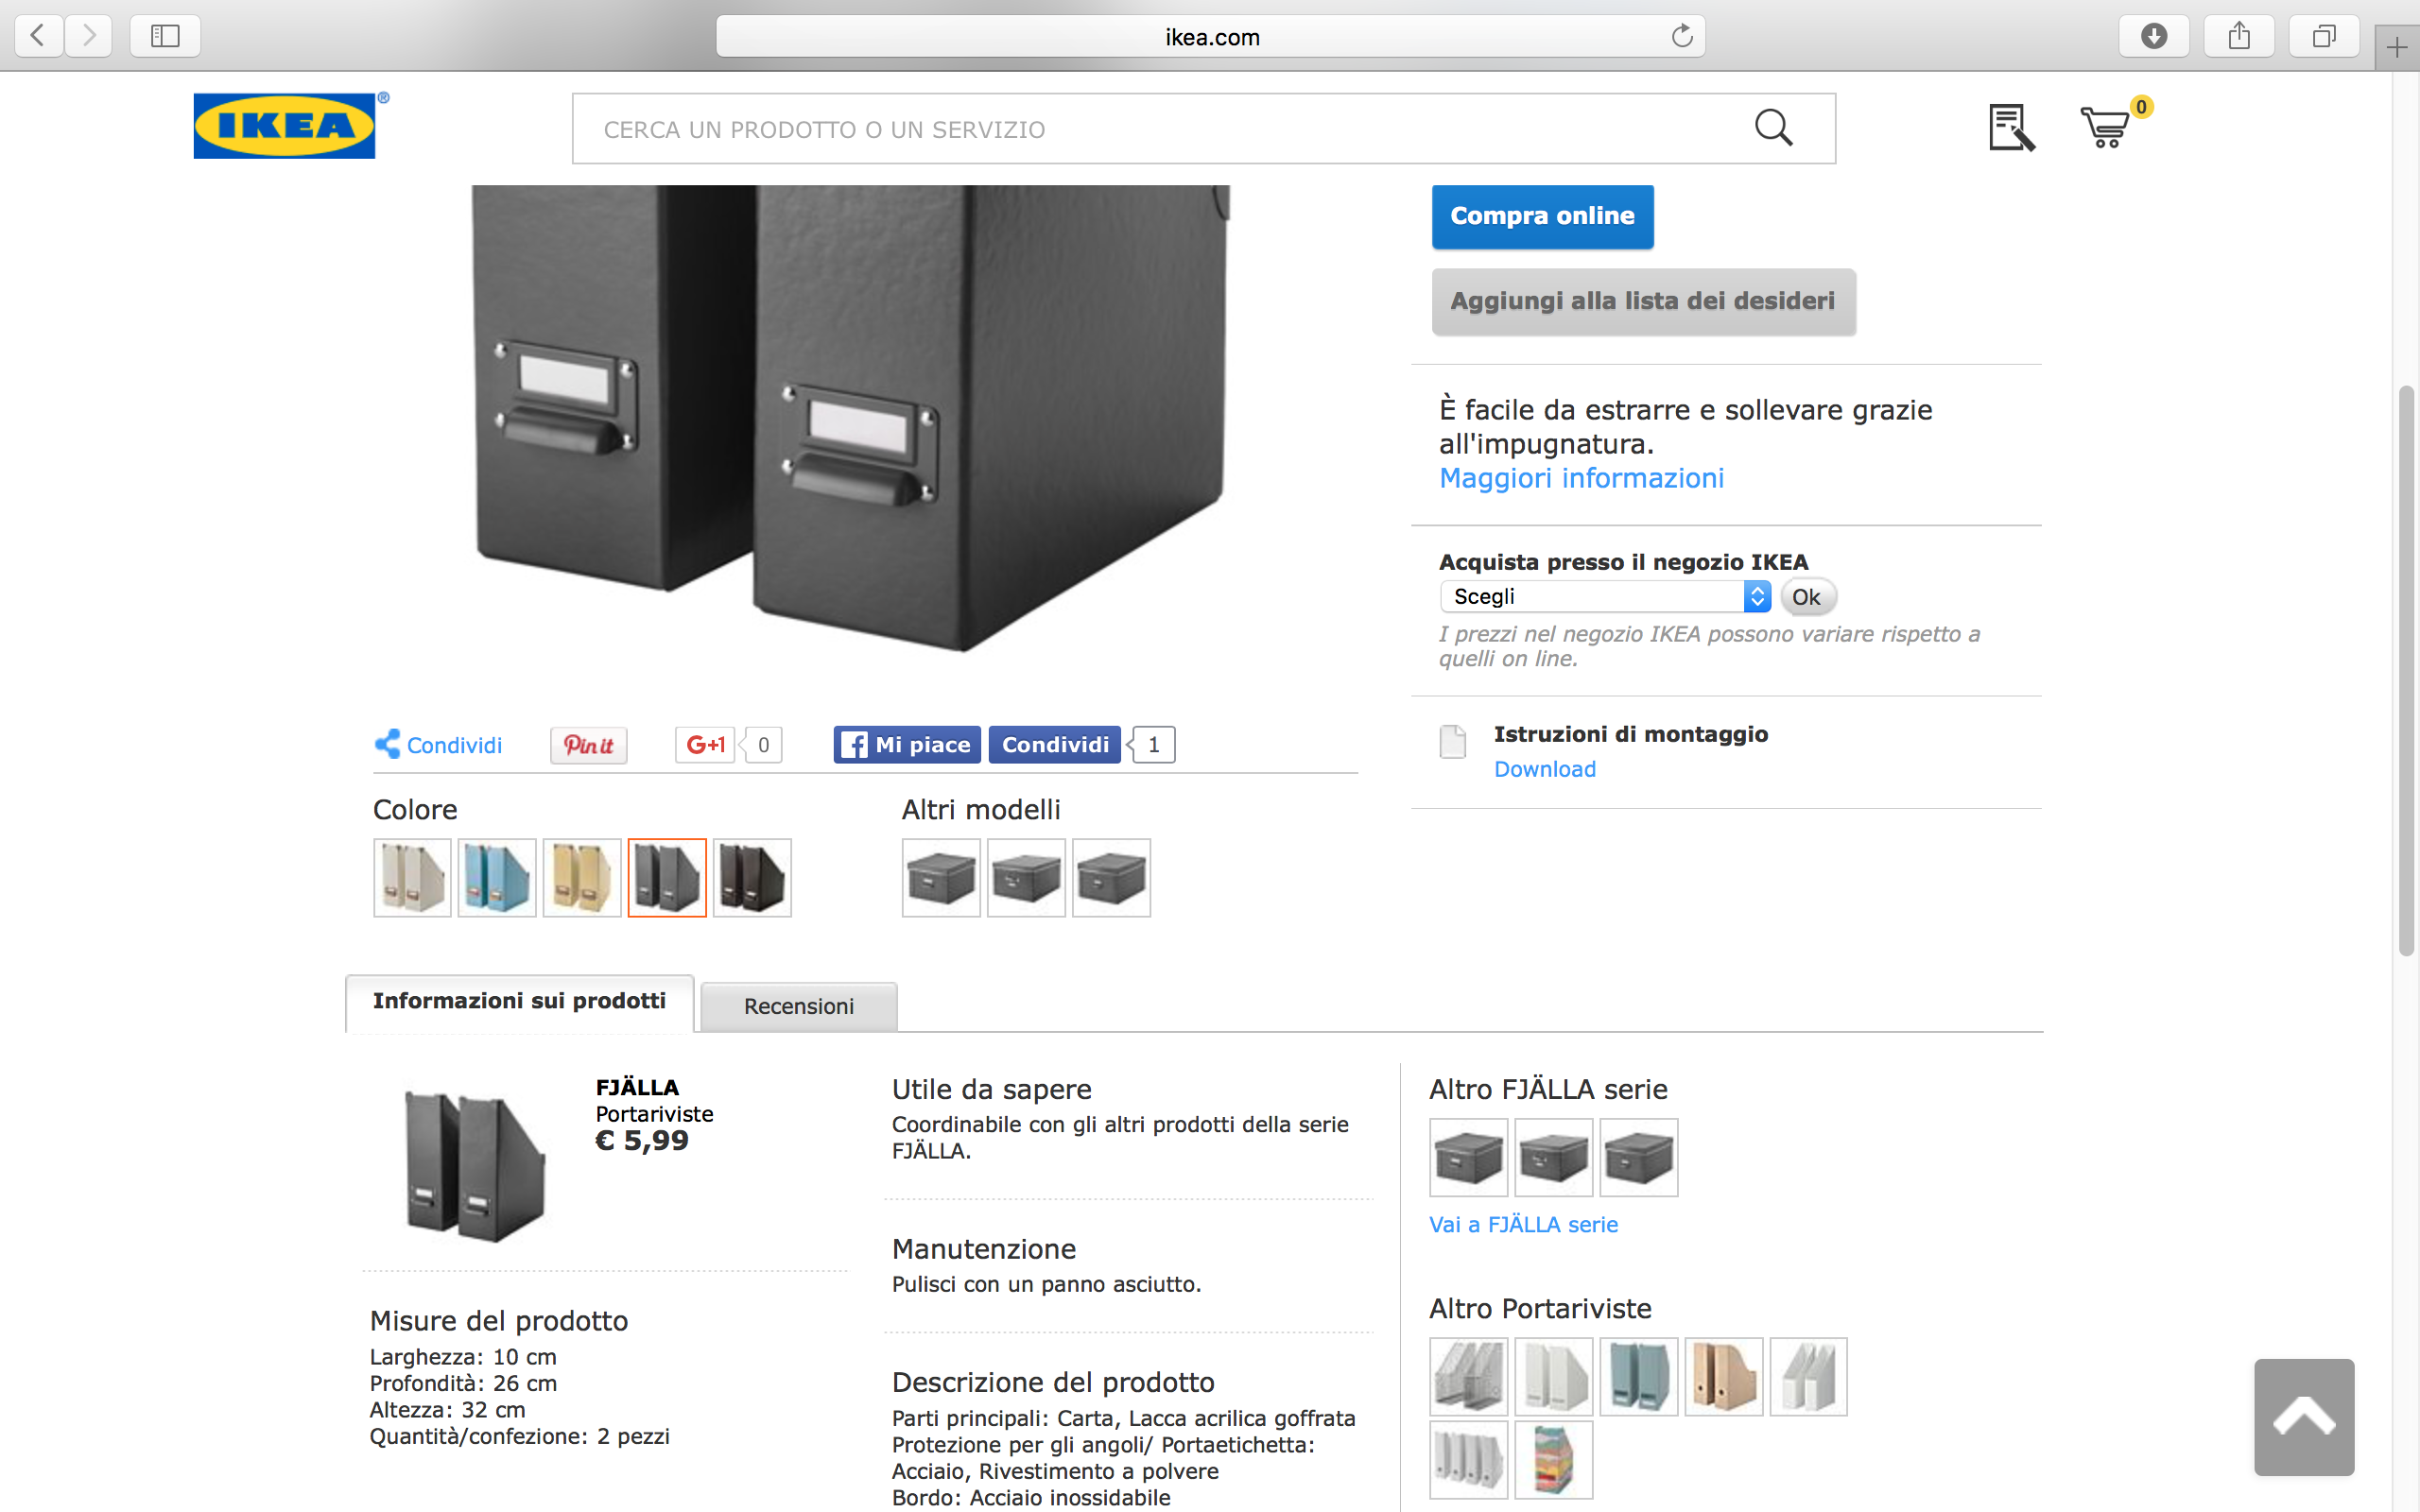 ikea.com
IKEA ®
CERCA UN PRODOTTO O UN SERVIZIO
0
Compra online
Aggiungi alla lista dei desideri
È facile da estrarre e sollevare grazie
all'impugnatura.
Maggiori informazioni
Acquista presso il negozio IKEA
Scegli
Ok
I prezzi nel negozio IKEA possono variare rispetto a
quelli on line.
Istruzioni di montaggio
Download
Condividi
Pin it
G+1
0
Mi piace
Condividi
1
Colore
Altri modelli
Informazioni sui prodotti
Recensioni
FJÄLLA
Portariviste
€ 5,99
Misure del prodotto
Larghezza: 10 cm
Profondità: 26 cm
Altezza: 32 cm
Quantità/confezione: 2 pezzi
Utile da sapere
Coordinabile con gli altri prodotti della serie
FJÄLLA.
Manutenzione
Pulisci con un panno asciutto.
Descrizione del prodotto
Parti principali: Carta, Lacca acrilica goffrata
Protezione per gli angoli/ Portaetichetta:
Acciaio, Rivestimento a polvere
Bordo: Acciaio inossidabile
Altro FJÄLLA serie
Vai a FJÄLLA serie
Altro Portariviste